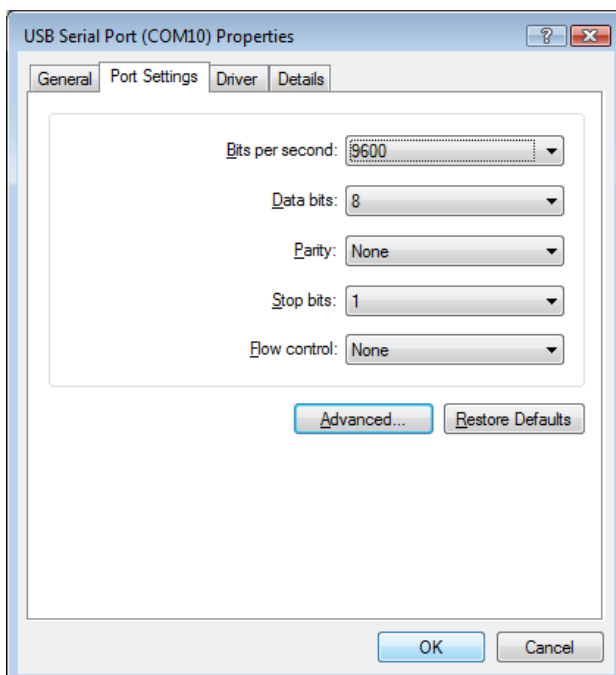 USB Serial Port (COM10) Properties
General Port Settings Driver Details
Bits per second: 9600
Data bits: 8
Parity: None
Stop bits: 1
Flow control: None
Advanced... Restore Defaults
OK Cancel